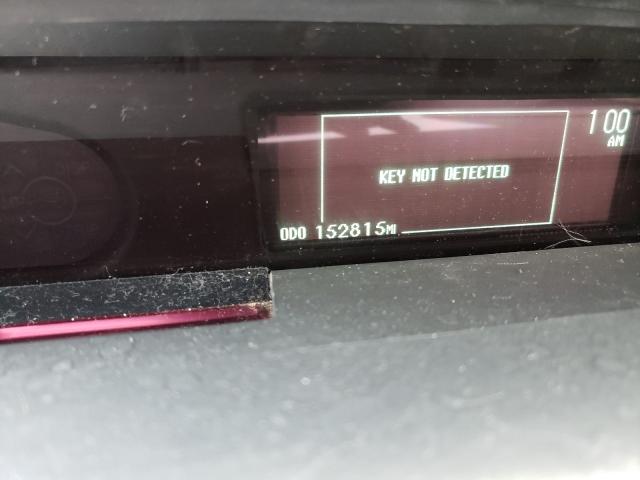 1 00
AM
KEY NOT DETECTED
ODO 152815MI